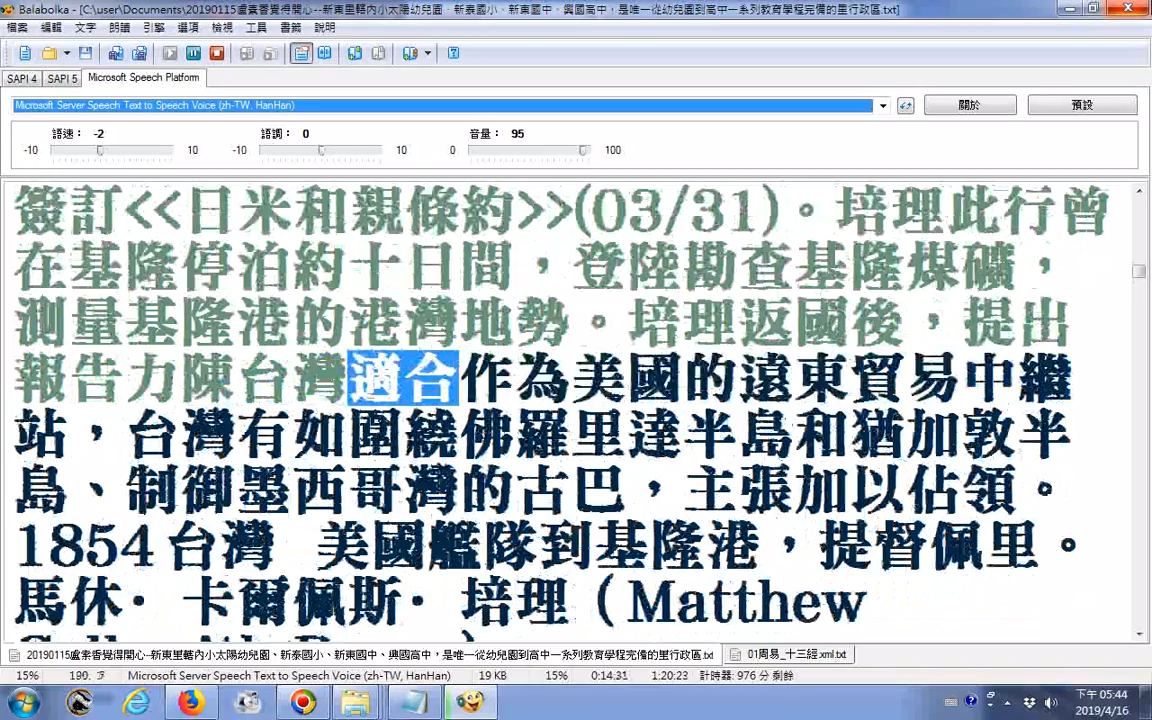 Balabolka - [C:\user\Documents\20190115盧素香覺得開心--新東里轄內小太陽幼兒園、新泰國小、新東國中、興國高中，是唯一從幼兒園到高中一系列教育學程完備的里行政區.txt]
檔案 編輯 文字 朗讀 引擎 選項 檢視 工具 書籤 說明
SAPI 4 SAPI 5 Microsoft Speech Platform
Microsoft Server Speech Text to Speech Voice (zh-TW, HanHan) 關於 預設
語速： -2 語調： 0 音量： 95
-10 10 -10 10 0 100
簽訂<<日米和親條約>>(03/31)。培理此行曾
在基隆停泊約十日間，登陸勘查基隆煤礦，
測量基隆港的港灣地勢。培理返國後，提出
報告力陳台灣適合作為美國的遠東貿易中繼
站，台灣有如圍繞佛羅里達半島和猶加敦半
島、制御墨西哥灣的古巴，主張加以佔領。
1854台灣 美國艦隊到基隆港，提督佩里。
馬休·卡爾佩斯·培理（Matthew
20190115盧素香覺得開心--新東里轄內小太陽幼兒園、新泰國小、新東國中、興國高中，是唯一從幼兒園到高中一系列教育學程完備的里行政區.txt 01周易_十三經.xml.txt
15% Microsoft Server Speech Text to Speech Voice (zh-TW, HanHan) 19 KB 15% 0:14:31 1:20:23 計時器: 976 分 剩餘
下午 05:44
2019/4/16